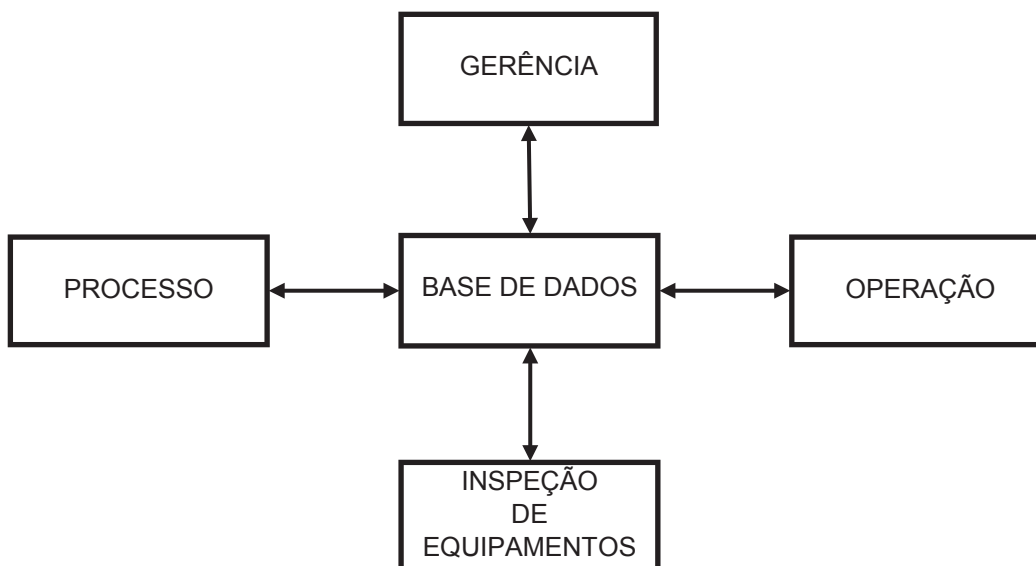 GERÊNCIA
PROCESSO
BASE DE DADOS
OPERAÇÃO
INSPEÇÃO
DE
EQUIPAMENTOS